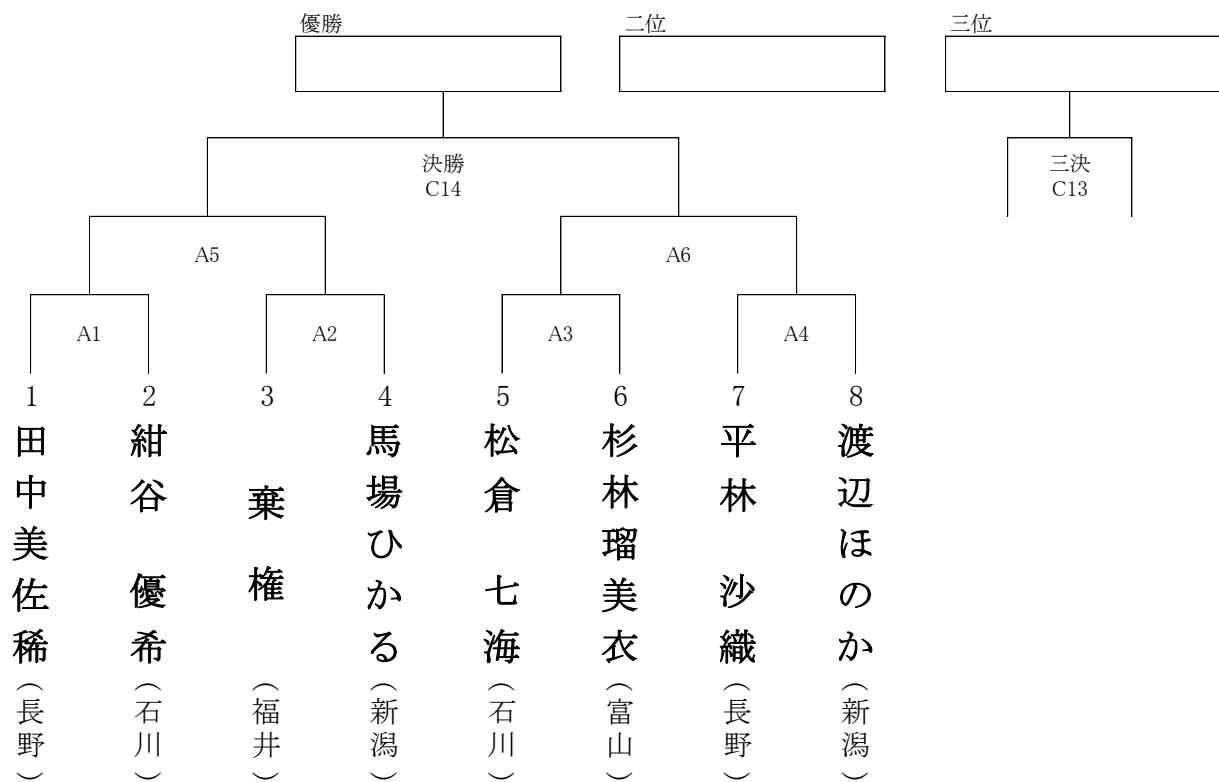 優勝
二位
三位
決勝
C14
三決
C13
A5
A6
A1
A2
A3
A4
1
2
3
4
5
6
7
8
田中美佐稀
紺谷 優希
棄権
馬場ひかる
松倉 七海
杉林瑠美衣
平林 沙織
渡辺ほのか
（長野）
（石川）
（福井）
（新潟）
（石川）
（富山）
（長野）
（新潟）